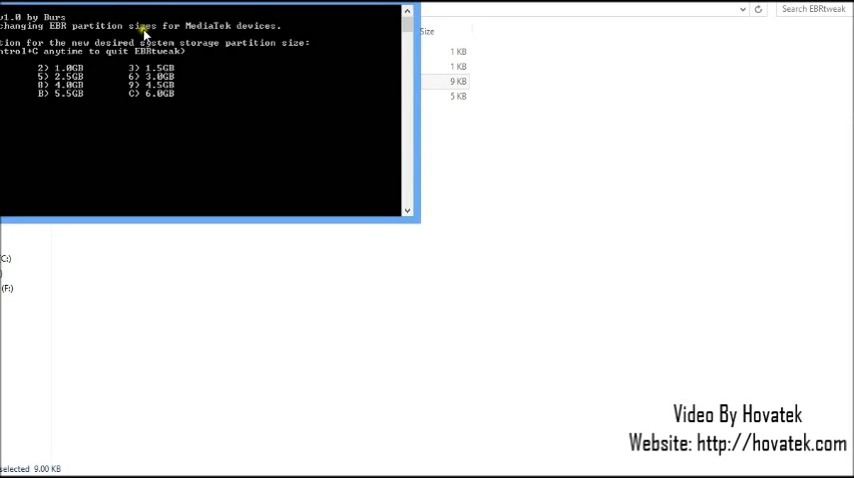 v1.0 by Burs
changing EBR partition sizes for MediaTek devices.
tion for the new desired system storage partition size:
ntrol+C anytime to quit EBRtweak>
2> 1.0GB 3> 1.5GB
5> 2.5GB 6> 3.0GB
8> 4.0GB 9> 4.5GB
B> 5.5GB C> 6.0GB
Search EBRtweak
Size
1 KB
1 KB
9 KB
5 KB
(C:)
)
(F:)
Video By Hovatek
Website: http://hovatek.com
selected 9.00 KB